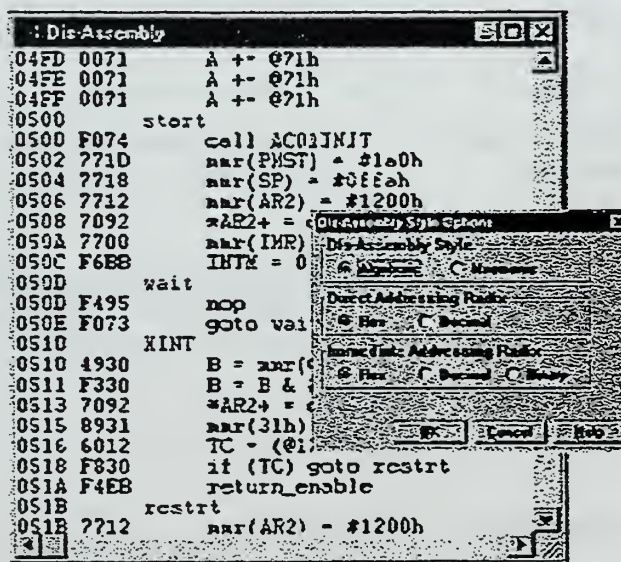 Dis-Assembly
04FD 0071 A += @71h
04FE 0071 A += @71h
04FF 0071 A += @71h
0500 start
0500 F074 call AC01INIT
0502 771D mmr(PMST) = #1a0h
0504 7718 mmr(SP) = #0ffah
0506 7712 mmr(AR2) = #1200h
0508 7092 *AR2+ =
050A 7700 mmr(IMR)
050C F6BB INTM = 0
050D wait
050D F495 nop
050E F073 goto wai
0510 XINT
0510 4930 B = mmr(
0511 F330 B = B &
0513 7092 *AR2+ =
0515 8931 mmr(31h)
0516 6012 TC = (@1
0518 F830 if (TC) goto restrt
051A F4EB return_enable
051B restrt
051B 7712 mmr(AR2) = #1200h
Dis-Assembly Style Options
Dis-Assembly Style
Algebraic Mnemonic
Direct Addressing Radix
Hex Decimal
Immediate Addressing Radix
Hex Decimal Binary
OK Cancel Help